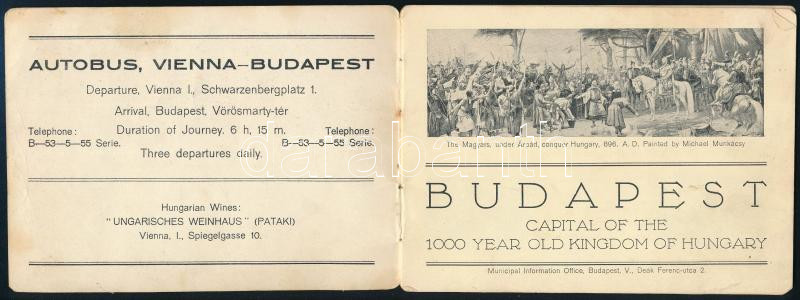 AUTOBUS, VIENNA–BUDAPEST
Departure, Vienna I., Schwarzenbergplatz 1.
Arrival, Budapest, Vörösmarty-tér
Telephone: Duration of Journey. 6 h, 15 m. Telephone:
B—53—5—55 Serie. B—53—5—55 Serie.
Three departures daily.
Hungarian Wines:
"UNGARISCHES WEINHAUS" (PATAKI)
Vienna, I., Spiegelgasse 10.
The Magyars, under Árpád, conquer Hungary, 896. A. D. Painted by Michael Munkácsy
BUDAPEST
CAPITAL OF THE
1000 YEAR OLD KINGDOM OF HUNGARY
Municipal Information Office, Budapest, V., Deák Ferenc-utca 2.
darabanth